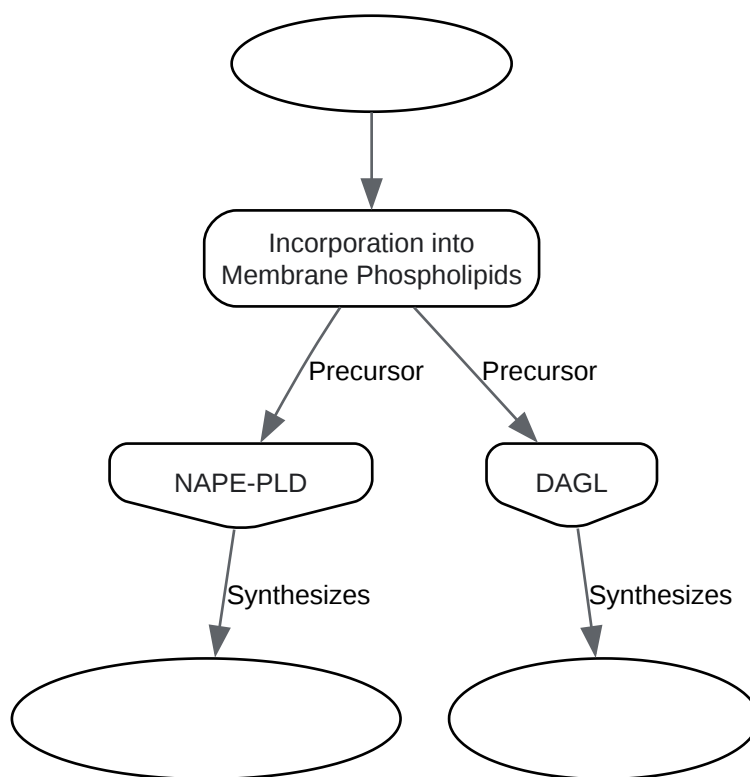 Incorporation into
Membrane Phospholipids
Precursor
Precursor
NAPE-PLD
DAGL
Synthesizes
Synthesizes